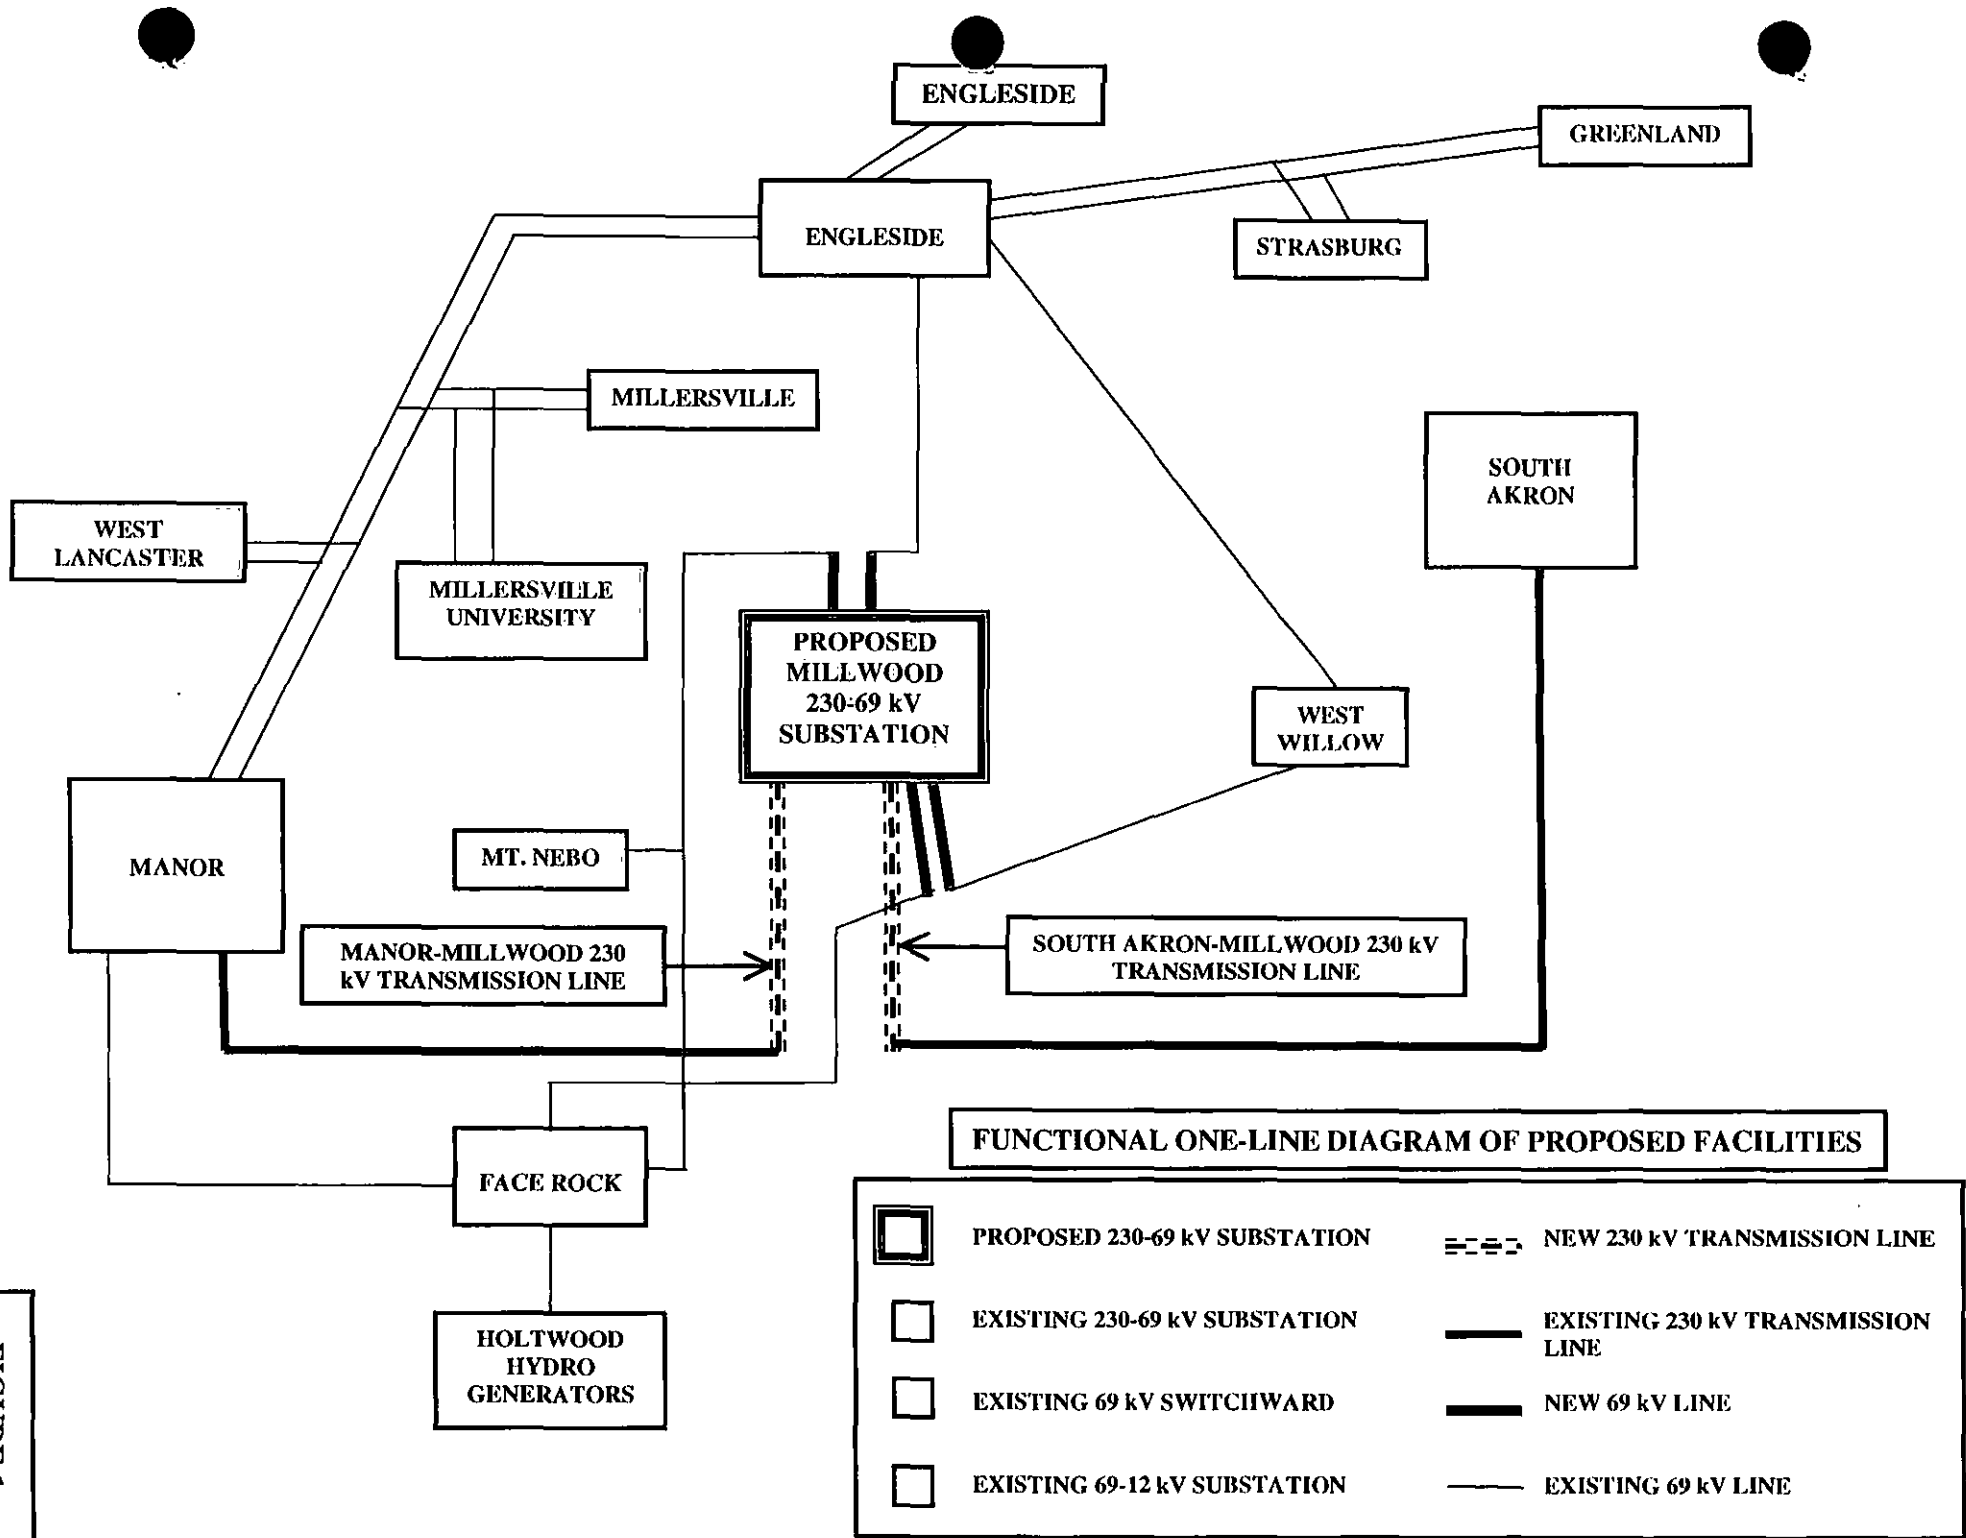 ENGLESIDE
GREENLAND
ENGLESIDE
STRASBURG
MILLERSVILLE
SOUTH
AKRON
WEST
LANCASTER
MILLERSVILLE
UNIVERSITY
PROPOSED
MILLWOOD
230-69 kV
SUBSTATION
WEST
WILLOW
MT. NEBO
MANOR
MANOR-MILLWOOD 230
kV TRANSMISSION LINE
SOUTH AKRON-MILLWOOD 230 kV
TRANSMISSION LINE
FACE ROCK
HOLTWOOD
HYDRO
GENERATORS
FUNCTIONAL ONE-LINE DIAGRAM OF PROPOSED FACILITIES
PROPOSED 230-69 kV SUBSTATION
NEW 230 kV TRANSMISSION LINE
EXISTING 230-69 kV SUBSTATION
EXISTING 230 kV TRANSMISSION
LINE
EXISTING 69 kV SWITCHWARD
NEW 69 kV LINE
EXISTING 69-12 kV SUBSTATION
EXISTING 69 kV LINE